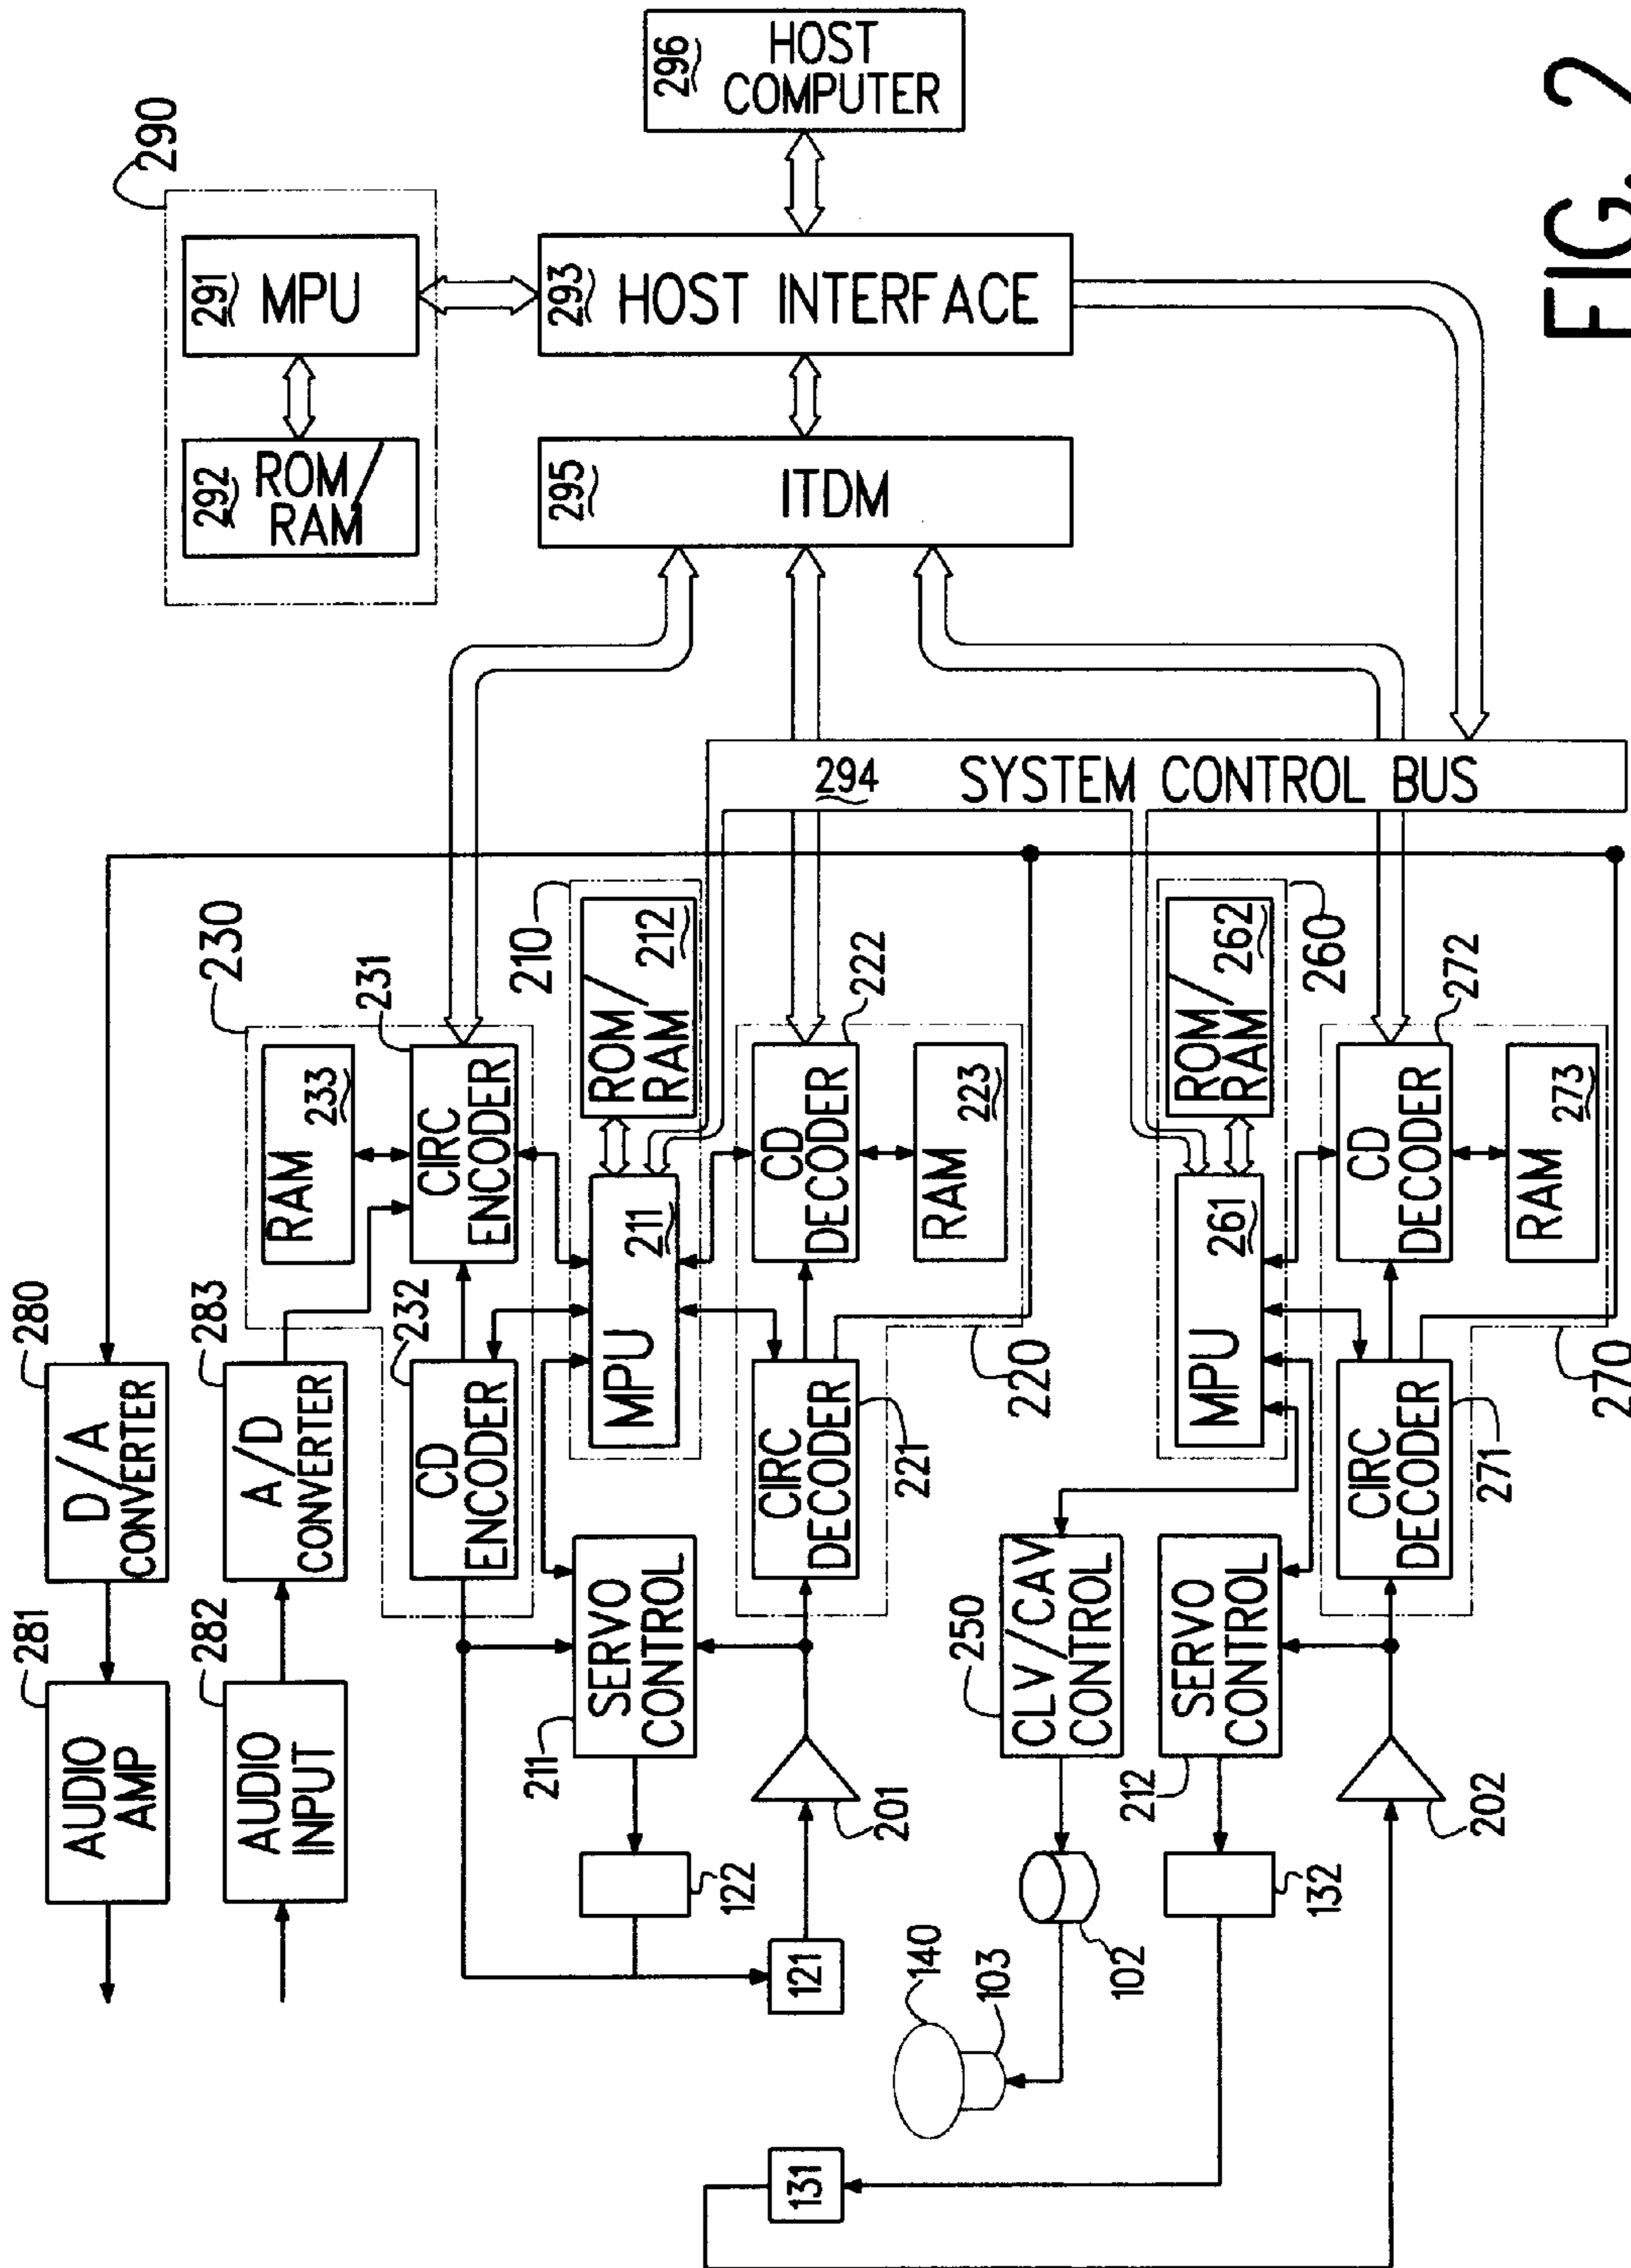 281
AUDIO
AMP
280
D/A
CONVERTER
282
AUDIO
INPUT
283
A/D
CONVERTER
230
RAM
233
231
CIRC
ENCODER
232
CD
ENCODER
290
291
MPU
292
ROM/
RAM
293
HOST INTERFACE
296
HOST
COMPUTER
295
ITDM
294
SYSTEM CONTROL BUS
210
ROM/
RAM
212
MPU
211
SERVO
CONTROL
211
122
121
201
CIRC
DECODER
221
222
CD
DECODER
RAM
223
220
260
ROM/
RAM
262
MPU
261
250
CLV/CAV
CONTROL
102
140
103
SERVO
CONTROL
212
132
131
202
CIRC
DECODER
271
272
CD
DECODER
RAM
273
270
FIG. 2